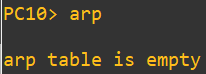 PC10> arp
arp table is empty